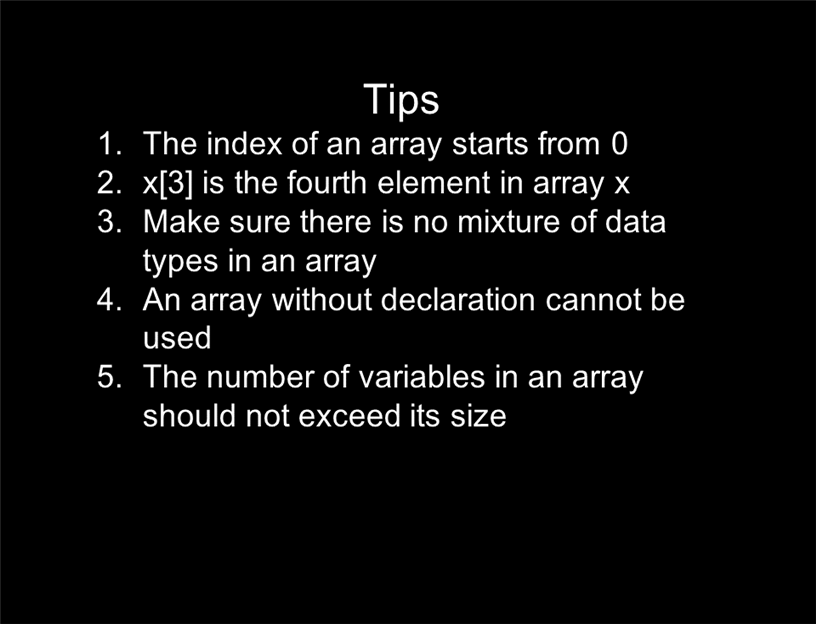 Tips
1. The index of an array starts from 0
2. x[3] is the fourth element in array x
3. Make sure there is no mixture of data
types in an array
4. An array without declaration cannot be
used
5. The number of variables in an array
should not exceed its size